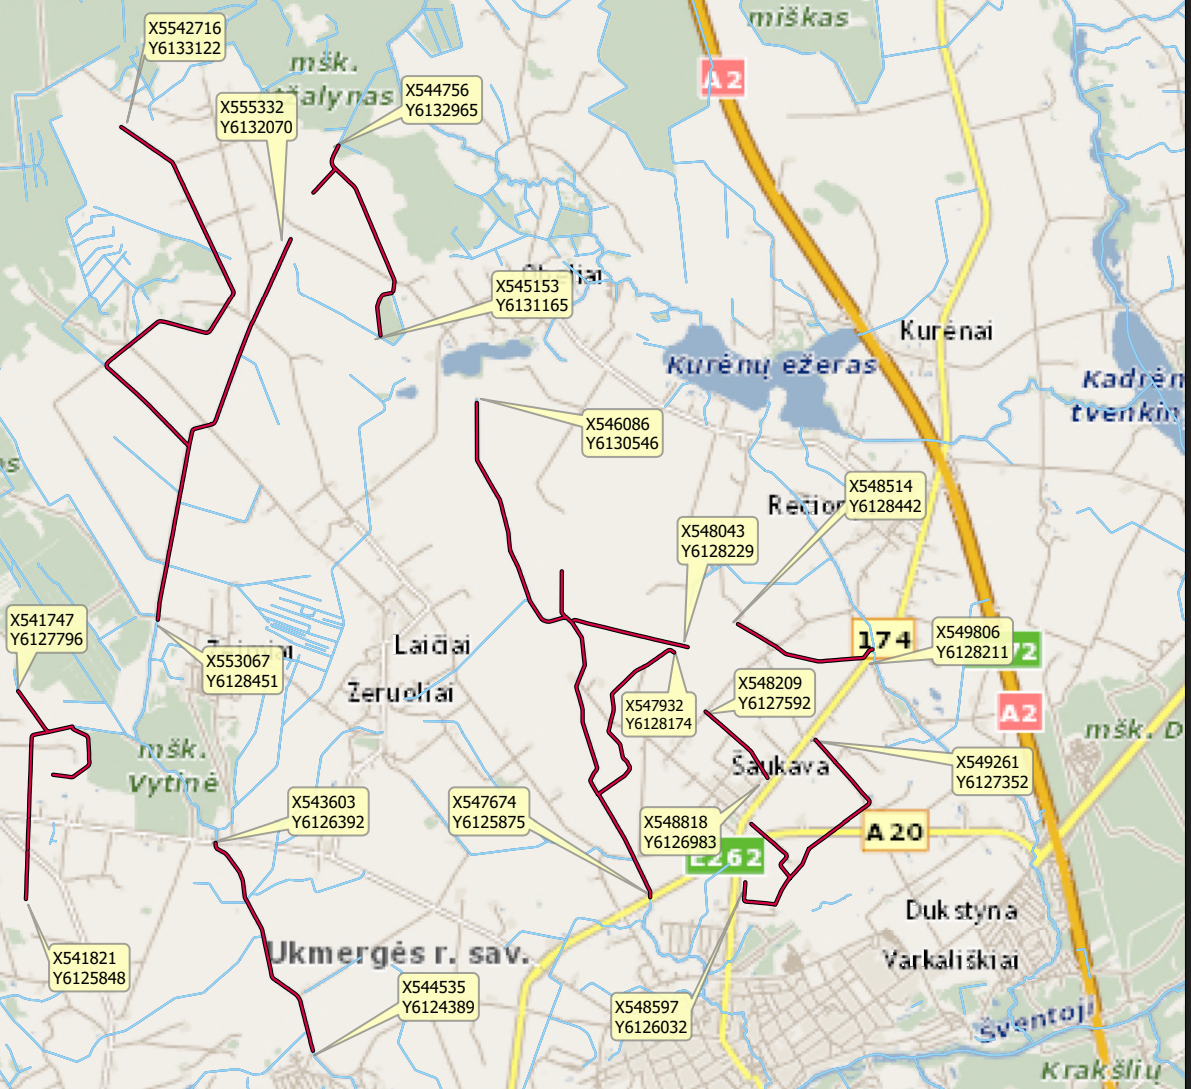 X5542716
Y6133122
miškas
mšk.
A2
X544756
Y6132965
X555332
Y6132070
X545153
Y6131165
Kurėnai
Kurėnų ežeras
X546086
Y6130546
X548514
Y6128442
X548043
Y6128229
X541747
Y6127796
174
X549806
Y6128211
Laičiai
X553067
Y6128451
Žeruoliai
X548209
Y6127592
X547932
Y6128174
A2
mšk. D
mšk.
Vytinė
Šaukava
X549261
Y6127352
X543603
Y6126392
X547674
Y6125875
X548818
Y6126983
A 20
E262
Dukstyna
Ukmergės r. sav.
Varkališkiai
X541821
Y6125848
X544535
Y6124389
X548597
Y6126032
Šventoji
Krakšlių